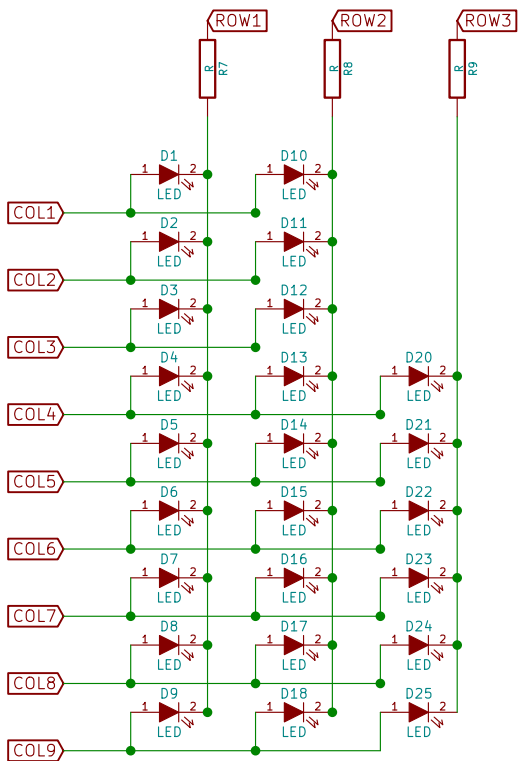 ROW1 ROW2 ROW3
R R7 R R8 R R9
D1 D10
1 2 1 2
LED LED
COL1
D2 D11
1 2 1 2
LED LED
COL2
D3 D12
1 2 1 2
LED LED
COL3
D4 D13 D20
1 2 1 2 1 2
LED LED LED
COL4
D5 D14 D21
1 2 1 2 1 2
LED LED LED
COL5
D6 D15 D22
1 2 1 2 1 2
LED LED LED
COL6
D7 D16 D23
1 2 1 2 1 2
LED LED LED
COL7
D8 D17 D24
1 2 1 2 1 2
LED LED LED
COL8
D9 D18 D25
1 2 1 2 1 2
LED LED LED
COL9